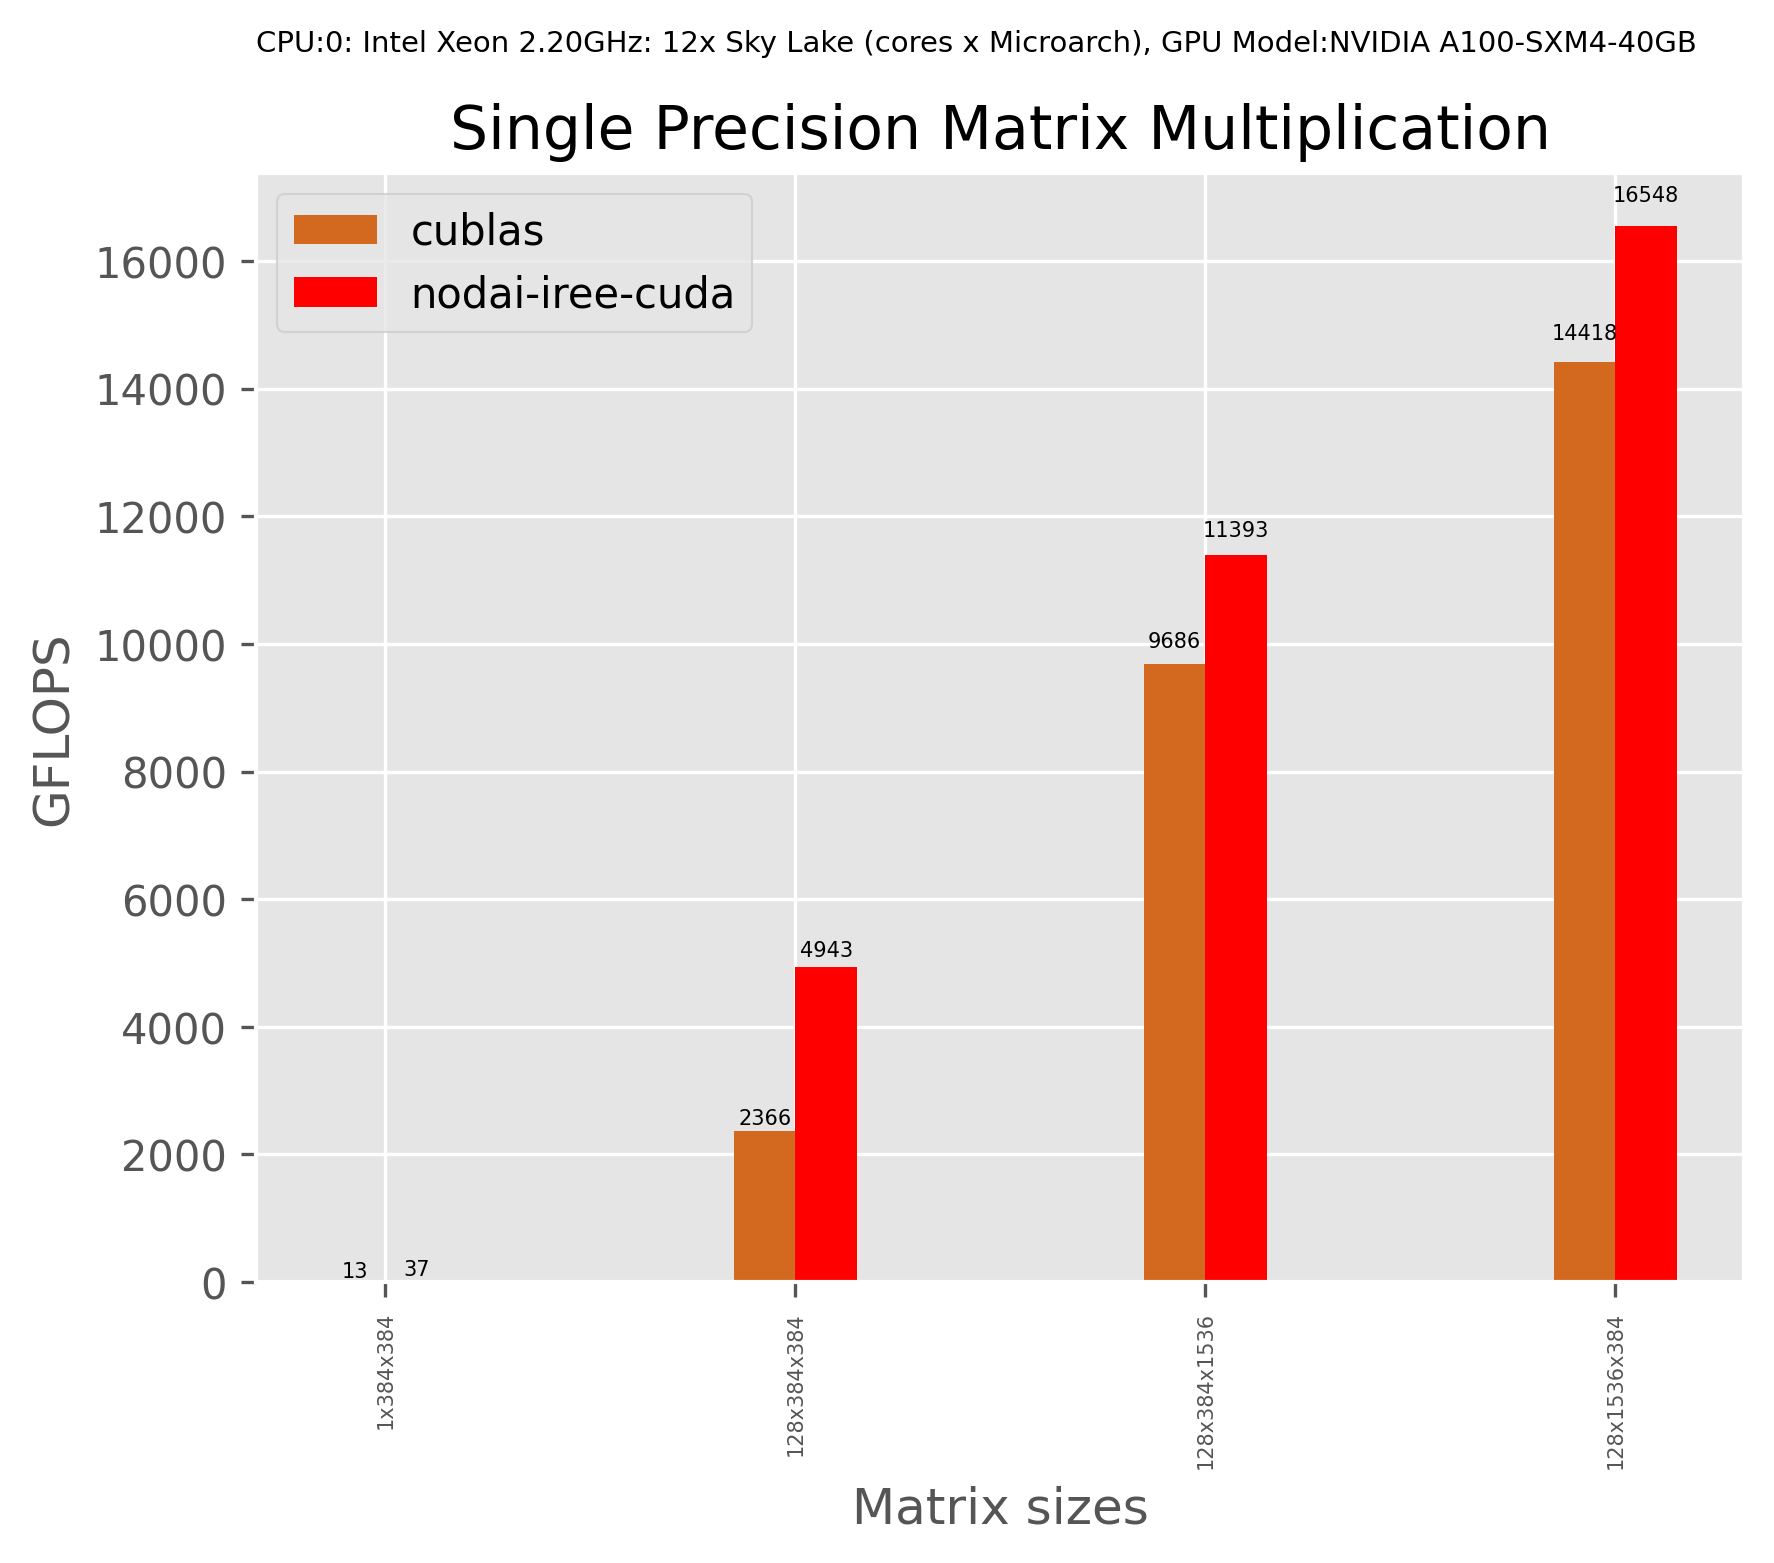 CPU:0: Intel Xeon 2.20GHz: 12x Sky Lake (cores x Microarch), GPU Model:NVIDIA A100-SXM4-40GB
Single Precision Matrix Multiplication
cublas
nodai-iree-cuda
GFLOPS
16000
14000
12000
10000
8000
6000
4000
2000
0
13
37
2366
4943
9686
11393
14418
16548
1x384x384
128x384x384
128x384x1536
128x1536x384
Matrix sizes